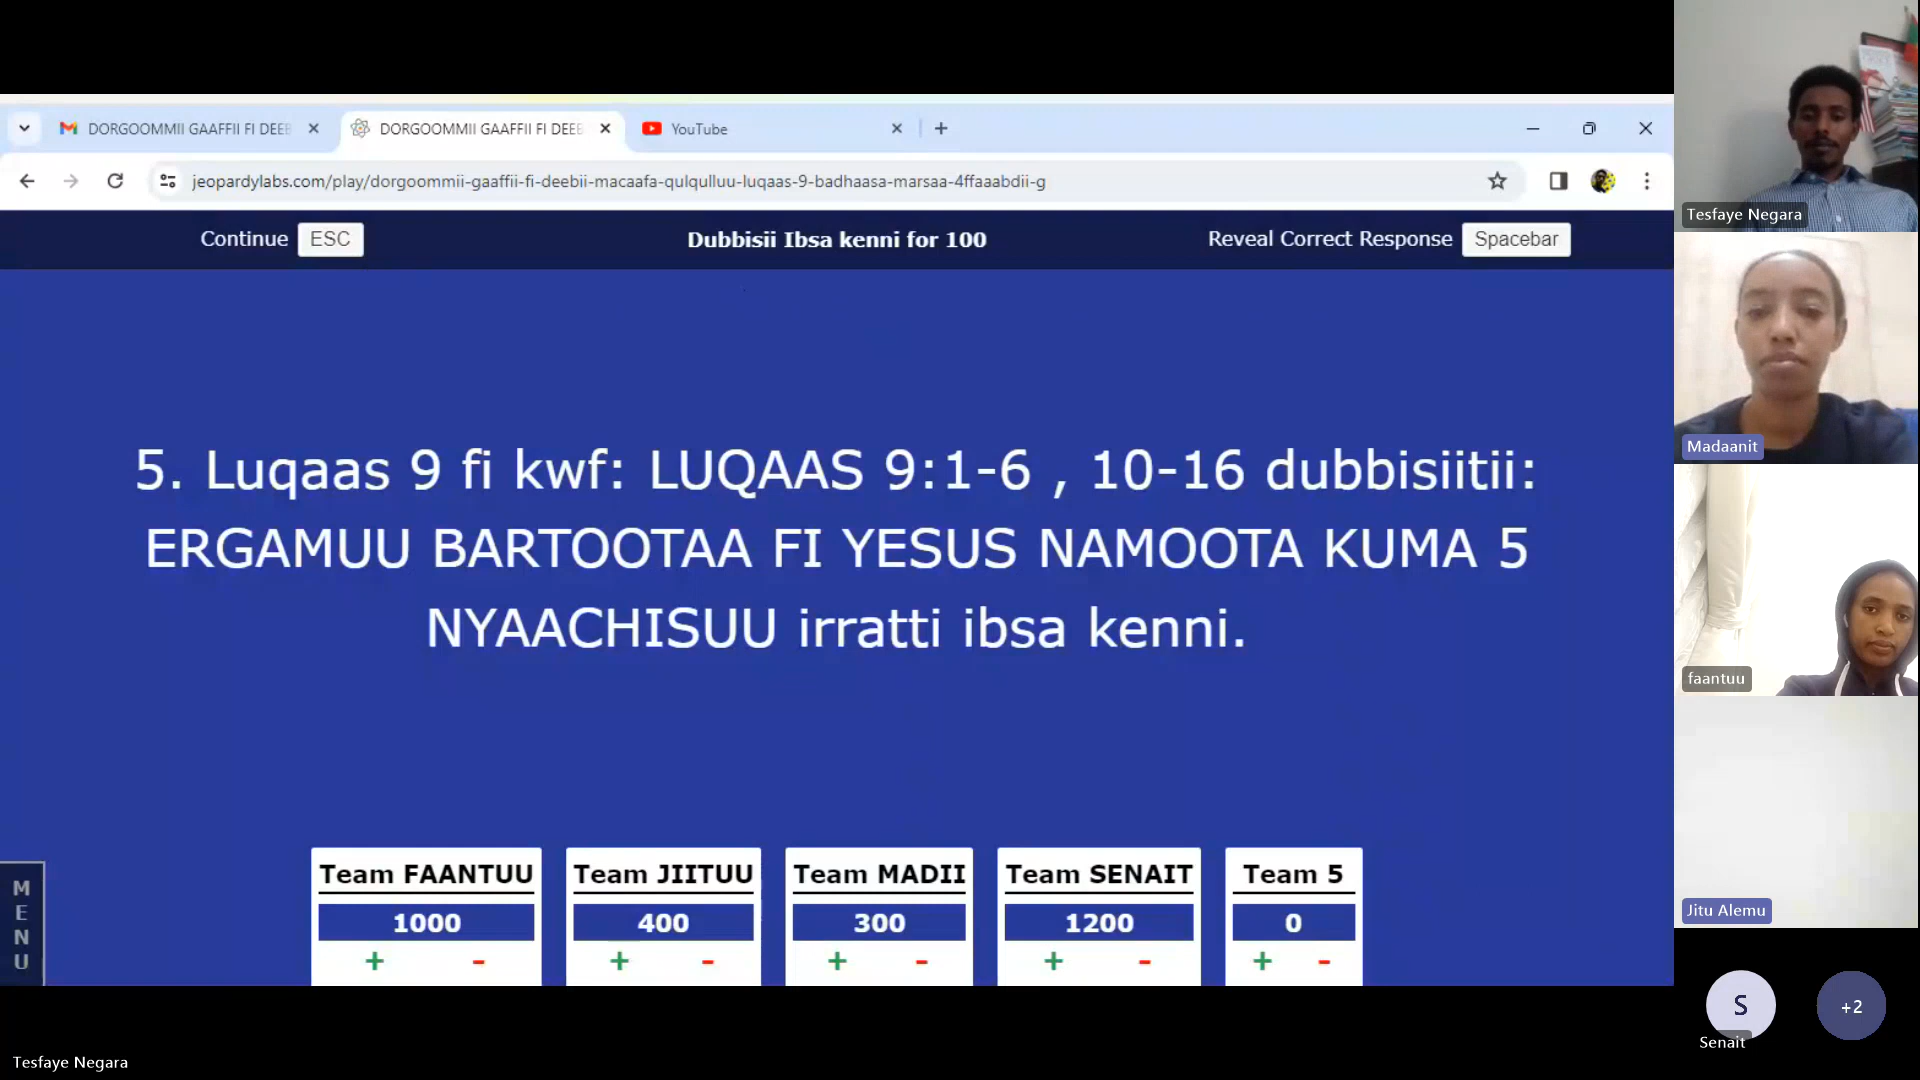 DORGOOMMII GAAFFII FI DEEE
DORGOOMMII GAAFFII FI DEEE
YouTube
jeopardylabs.com/play/dorgoommii-gaaffii-fi-deebii-macaafa-qulqulluu-luqaas-9-badhaasa-marsaa-4ffaaabdii-g
Continue ESC
Dubbisii Ibsa kenni for 100
Reveal Correct Response Spacebar
5. Luqaas 9 fi kwf: LUQAAS 9:1-6 , 10-16 dubbisiitii:
ERGAMUU BARTOOTAA FI YESUS NAMOOTA KUMA 5
NYAACHISUU irratti ibsa kenni.
MENU
Team FAANTUU
1000
+ -
Team JIITUU
400
+ -
Team MADII
300
+ -
Team SENAIT
1200
+ -
Team 5
0
+ -
Tesfaye Negara
Tesfaye Negara
Madaanit
faantuu
Jitu Alemu
S
Senait
+2